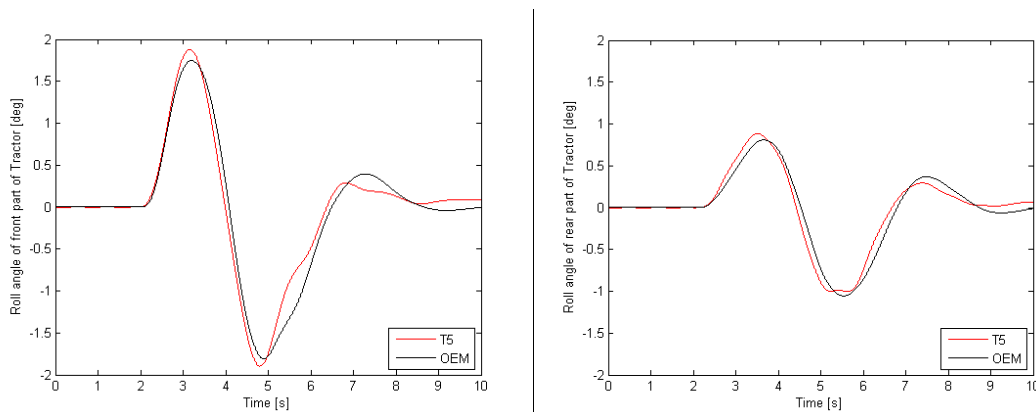 2
1.5
1
0.5
0
-0.5
-1
-1.5
-2
Roll angle of front part of Tractor [deg]
0 1 2 3 4 5 6 7 8 9 10
Time [s]
T5
OEM
2
1.5
1
0.5
0
-0.5
-1
-1.5
-2
Roll angle of rear part of Tractor [deg]
0 1 2 3 4 5 6 7 8 9 10
Time [s]
T5
OEM